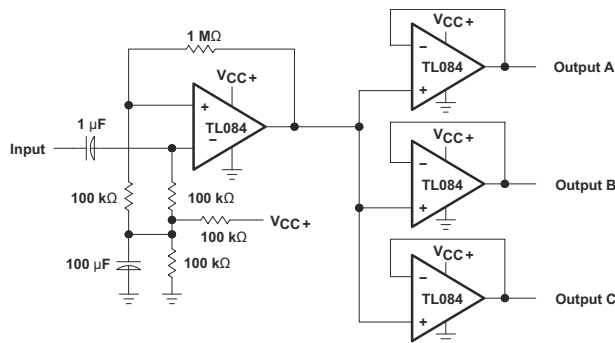 1 MΩ
VCC+
+
TL084
−
1 μF
Input
100 kΩ
100 kΩ
100 kΩ
VCC+
100 μF
100 kΩ
VCC+
−
TL084
+
Output A
VCC+
−
TL084
+
Output B
VCC+
−
TL084
+
Output C